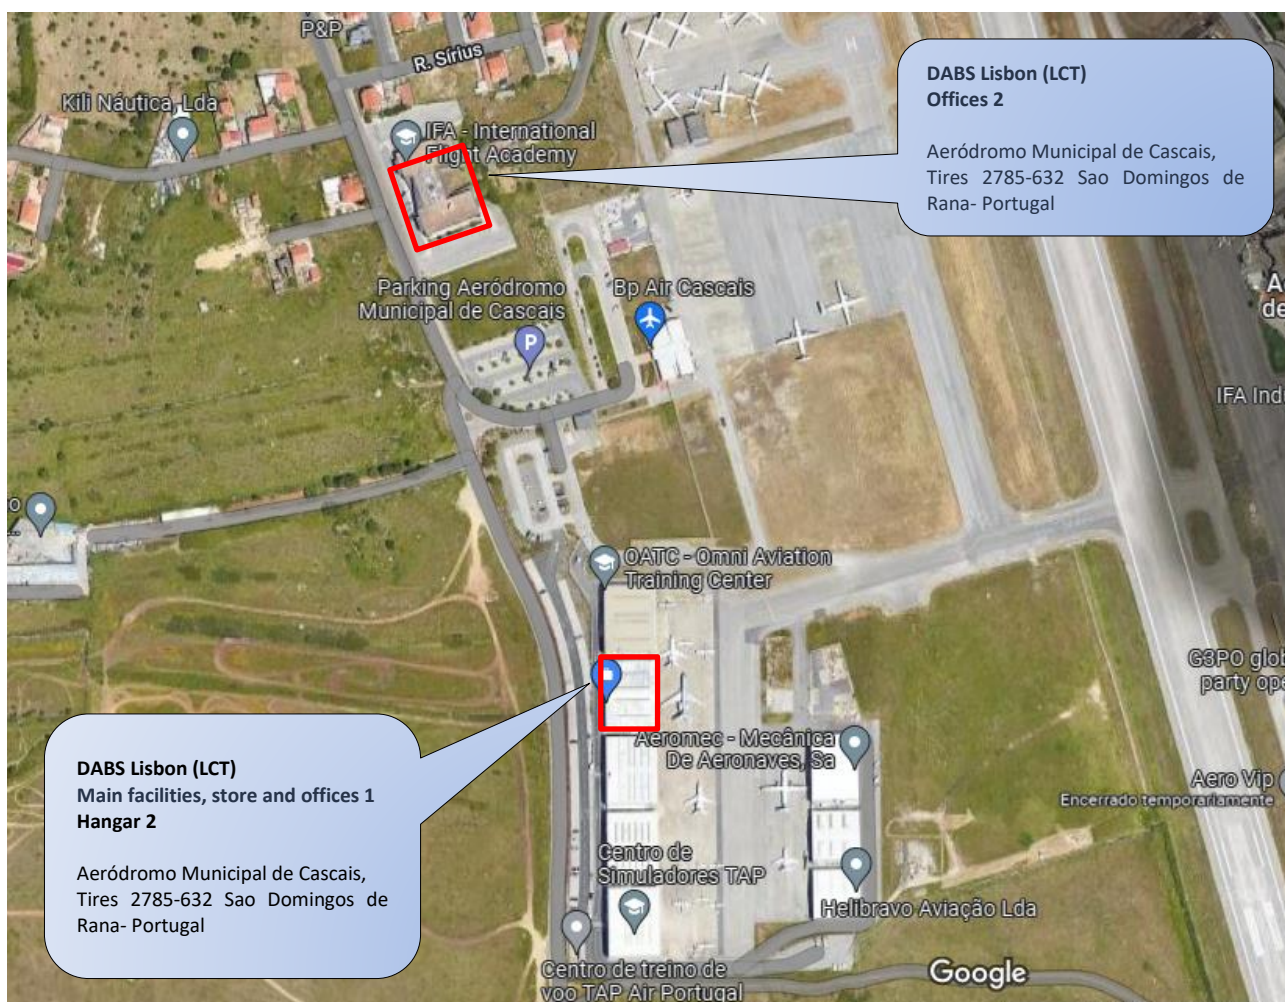 P&P
R. Sírius
Kili Náutica, Lda
IFA - International
Flight Academy
DABS Lisbon (LCT)
Offices 2
Aeródromo Municipal de Cascais,
Tires 2785-632 Sao Domingos de
Rana- Portugal
Parking Aeródromo
Municipal de Cascais
P
Bp Air Cascais
H
de
IFA
OATC - Omni Aviation
Training Center
G3PO
party
Aeromec - Mecânica
De Aeronaves, Sa
Aero Vip
Encerrado temporariamente
DABS Lisbon (LCT)
Main facilities, store and offices 1
Hangar 2
Aeródromo Municipal de Cascais,
Tires 2785-632 Sao Domingos de
Rana- Portugal
Centro de
Simuladores TAP
Helibravo Aviação Lda
Centro de treino de
voo TAP Air Portugal
Google